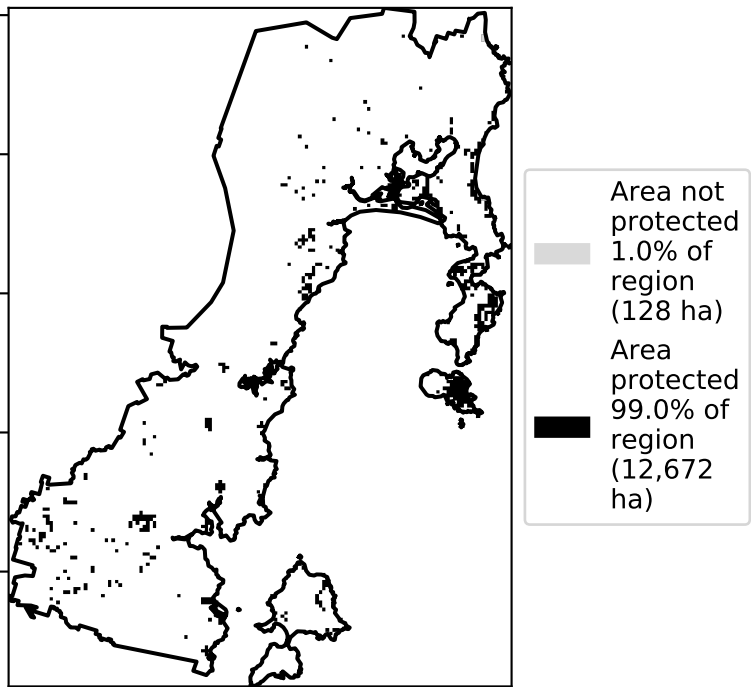 Area not
protected
1.0% of
region
(128 ha)
Area
protected
99.0% of
region
(12,672
ha)